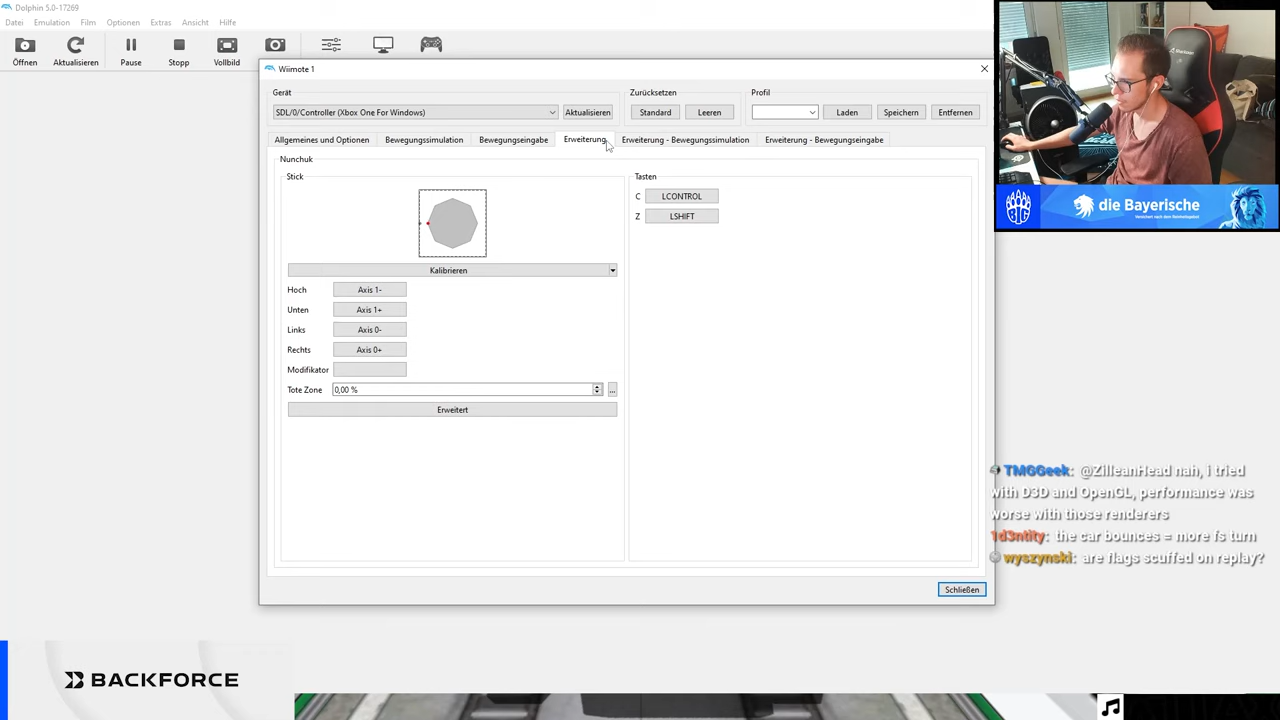 Dolphin 5.0-17269
Datei Emulation Film Optionen Extras Ansicht Hilfe
Öffnen Aktualisieren Pause Stopp Vollbild
Wiimote 1
Gerät Zurücksetzen Profil
SDL/0/Controller (Xbox One For Windows) Aktualisieren Standard Leeren Laden Speichern Entfernen
Allgemeines und Optionen Bewegungssimulation Bewegungseingabe Erweiterung Erweiterung - Bewegungssimulation Erweiterung - Bewegungseingabe
Nunchuk
Stick
Kalibrieren
Hoch Axis 1-
Unten Axis 1+
Links Axis 0-
Rechts Axis 0+
Modifikator
Tote Zone 0,00 % ...
Erweitert
Tasten
C LCONTROL
Z LSHIFT
Schließen
die Bayerische
Versichert nach dem Reinheitsgebot
TMGGeek: @ZilleanHead nah, i tried
with D3D and OpenGL, performance was
worse with those renderers
1d3ntity: the car bounces = more fs turn
wyszynski: are flags scuffed on replay?
BACKFORCE